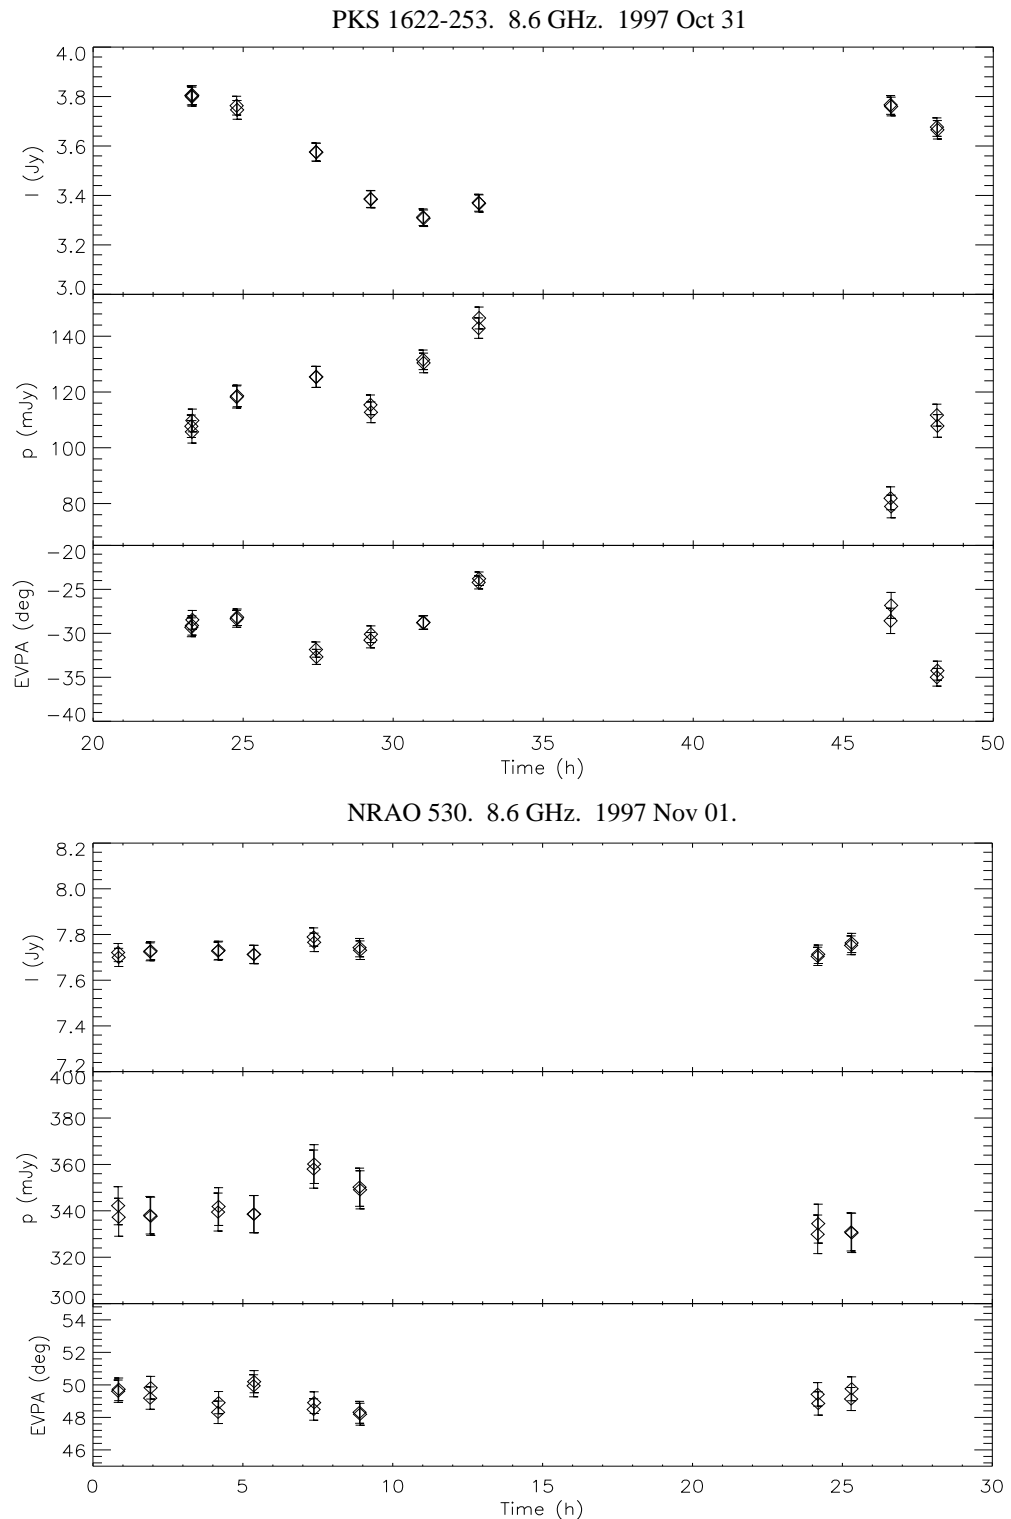 PKS 1622-253. 8.6 GHz. 1997 Oct 31
4.0
3.8
3.6
3.4
3.2
3.0
I (Jy)
140
120
100
80
p (mJy)
−20
−25
−30
−35
−40
EVPA (deg)
20 25 30 35 40 45 50
Time (h)
NRAO 530. 8.6 GHz. 1997 Nov 01.
8.2
8.0
7.8
7.6
7.4
7.2
I (Jy)
400
380
360
340
320
300
p (mJy)
54
52
50
48
46
EVPA (deg)
0 5 10 15 20 25 30
Time (h)